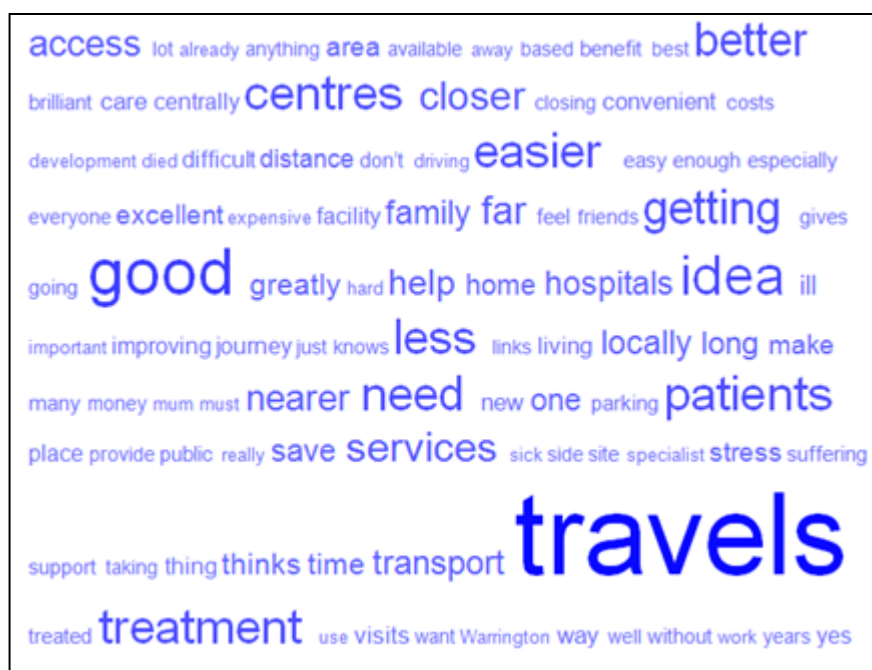 access lot already anything area available away based benefit best better
brilliant care centrally centres closer closing convenient costs
development died difficult distance don't driving easier easy enough especially
everyone excellent expensive facility family far feel friends getting gives
going good greatly hard help home hospitals idea ill
important improving journey just knows less links living locally long make
many money mum must nearer need new one parking patients
place provide public really save services sick side site specialist stress suffering
support taking thing thinks time transport travels
treated treatment use visits want Warrington way well without work years yes